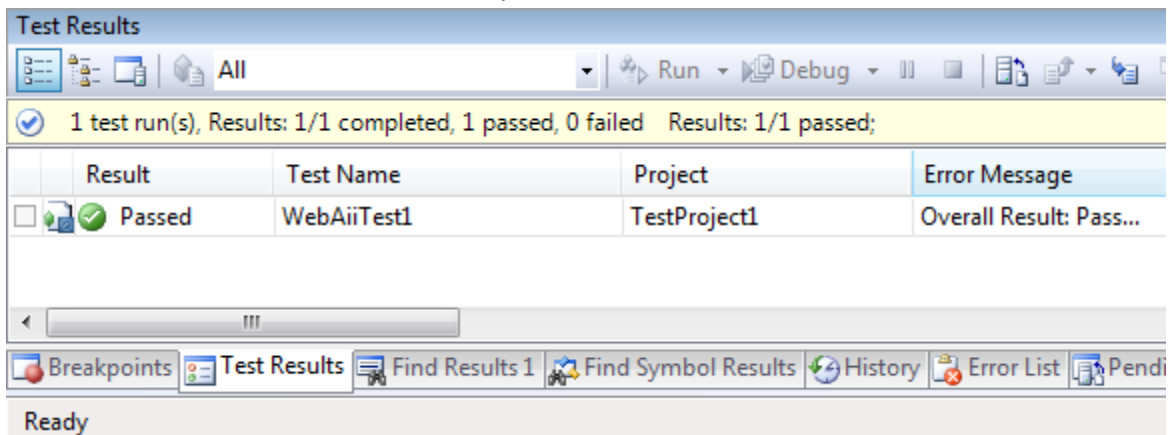 Test Results
All Run Debug
1 test run(s), Results: 1/1 completed, 1 passed, 0 failed Results: 1/1 passed;
Result Test Name Project Error Message
Passed WebAiiTest1 TestProject1 Overall Result: Pass...
Breakpoints Test Results Find Results 1 Find Symbol Results History Error List Pendi
Ready